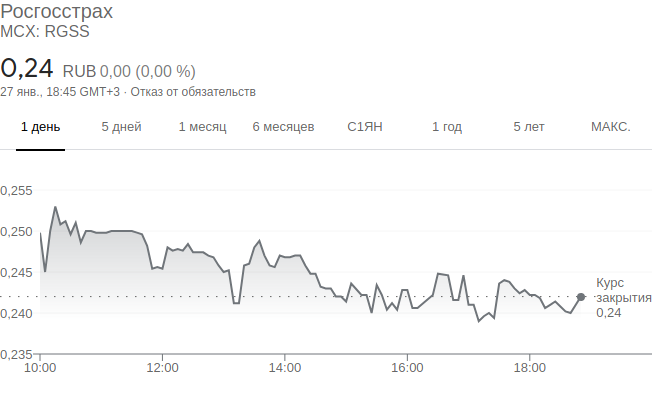 Росгосстрах
MCX: RGSS
0,24 RUB 0,00 (0,00 %)
27 янв., 18:45 GMT+3 · Отказ от обязательств
1 день 5 дней 1 месяц 6 месяцев С1ЯН 1 год 5 лет МАКС.
0,255
0,250
0,245
0,240
0,235
Курс
закрытия
0,24
10:00 12:00 14:00 16:00 18:00